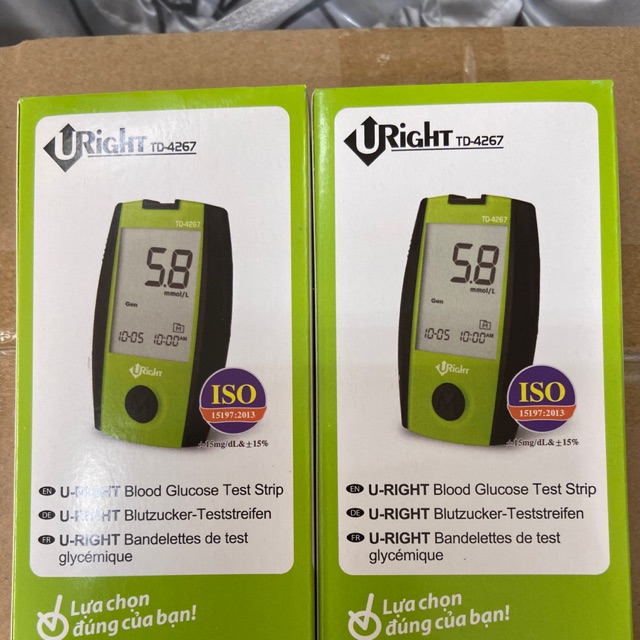 URIGHT TD-4267
TD-4267
5.8
mmol/L
Gen
M
10-05 10:00AM
URIGHT
ISO
15197:2013
±15mg/dL&±15%
EN U-RIGHT Blood Glucose Test Strip
DE U-RIGHT Blutzucker-Teststreifen
FR U-RIGHT Bandelettes de test
glycémique
Lựa chọn
đúng của bạn!
URIGHT TD-4267
TD-4267
5.8
mmol/L
Gen
M
10-05 10:00AM
URIGHT
ISO
15197:2013
±15mg/dL&±15%
EN U-RIGHT Blood Glucose Test Strip
DE U-RIGHT Blutzucker-Teststreifen
FR U-RIGHT Bandelettes de test
glycémique
Lựa chọn
đúng của bạn!